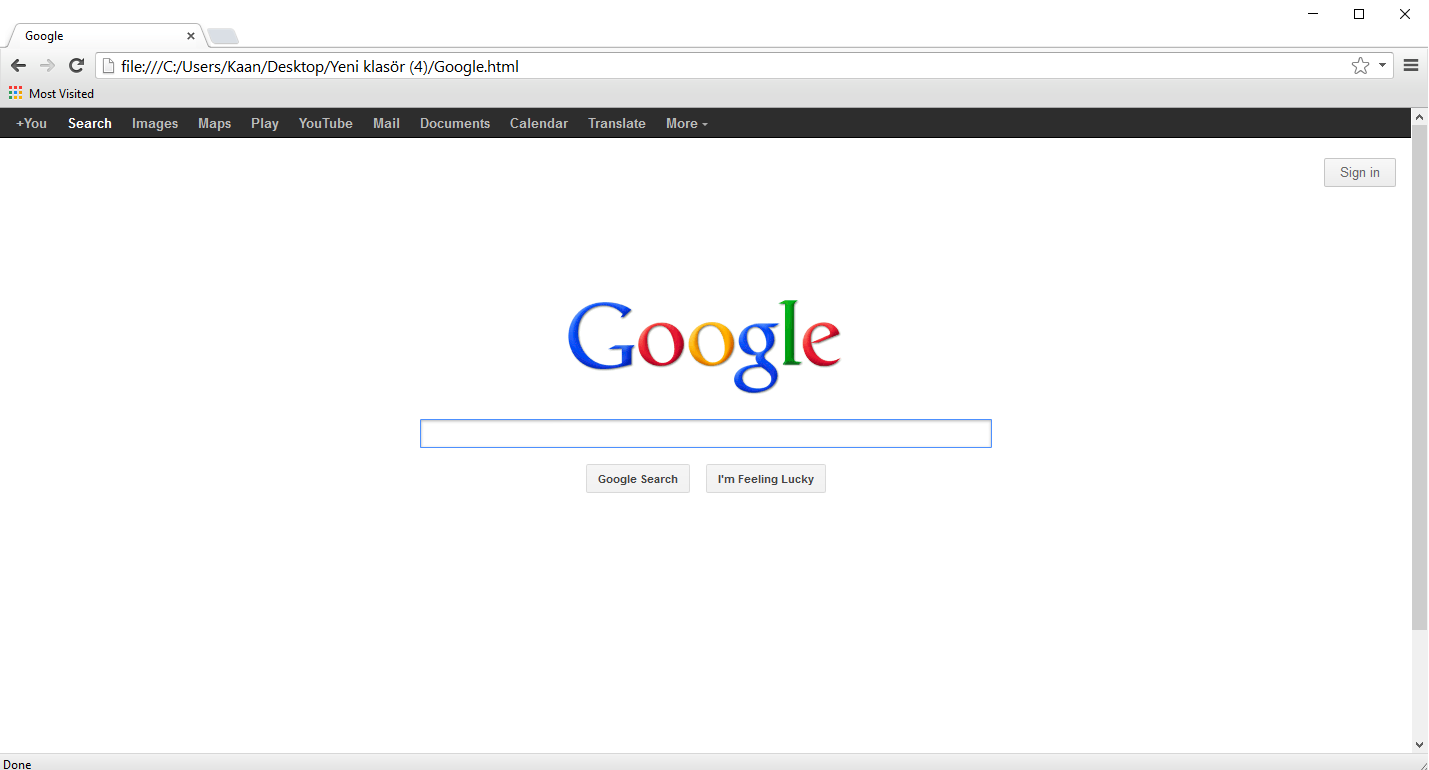 Google
file:///C:/Users/Kaan/Desktop/Yeni klasör (4)/Google.html
Most Visited
+You Search Images Maps Play YouTube Mail Documents Calendar Translate More
Sign in
Google
Google Search I'm Feeling Lucky
Done